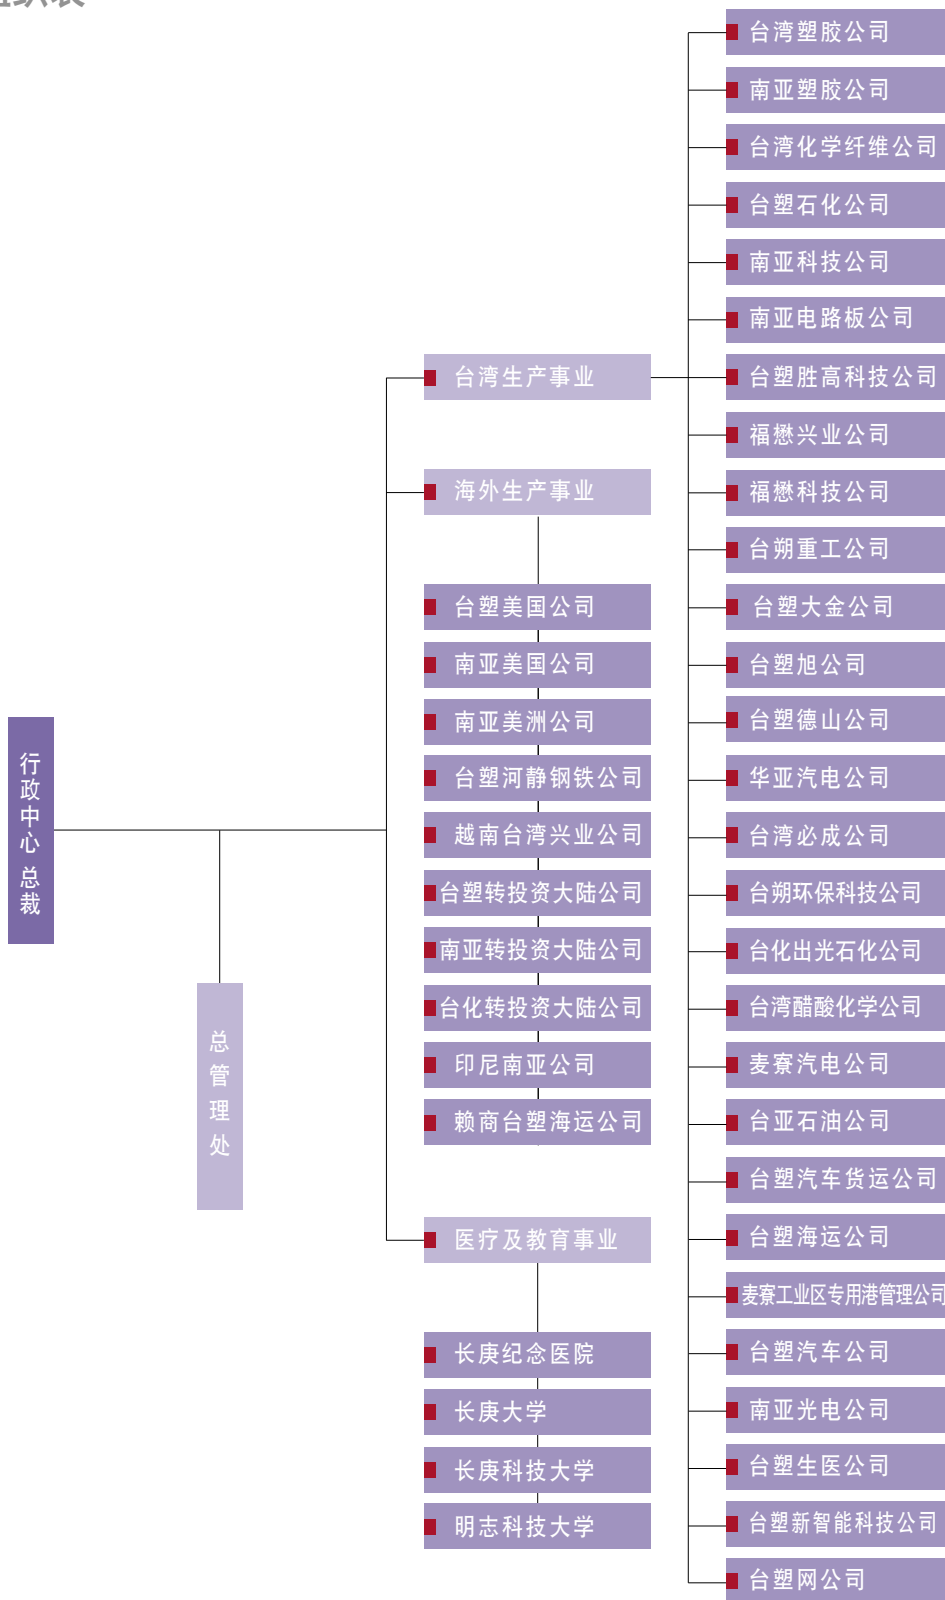 行政中心 总裁
总管理处
台湾生产事业
海外生产事业
台塑美国公司
南亚美国公司
南亚美洲公司
台塑河静钢铁公司
越南台湾兴业公司
台塑转投资大陆公司
南亚转投资大陆公司
台化转投资大陆公司
印尼南亚公司
赖商台塑海运公司
医疗及教育事业
长庚纪念医院
长庚大学
长庚科技大学
明志科技大学
台湾塑胶公司
南亚塑胶公司
台湾化学纤维公司
台塑石化公司
南亚科技公司
南亚电路板公司
台塑胜高科技公司
福懋兴业公司
福懋科技公司
台朔重工公司
台塑大金公司
台塑旭公司
台塑德山公司
华亚汽电公司
台湾必成公司
台朔环保科技公司
台化出光石化公司
台湾醋酸化学公司
麦寮汽电公司
台亚石油公司
台塑汽车货运公司
台塑海运公司
麦寮工业区专用港管理公司
台塑汽车公司
南亚光电公司
台塑生医公司
台塑新智能科技公司
台塑网公司